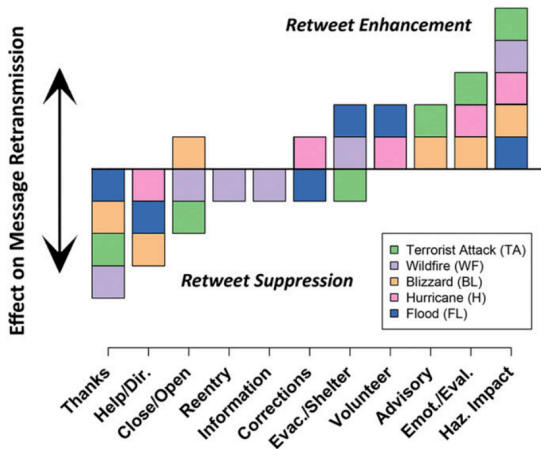 Retweet Enhancement
Effect on Message Retransmission
Retweet Suppression
Terrorist Attack (TA)
Wildfire (WF)
Blizzard (BL)
Hurricane (H)
Flood (FL)
Thanks
Help/Dir.
Close/Open
Reentry
Information
Corrections
Evac./Shelter
Volunteer
Advisory
Emot./Eval.
Haz. Impact